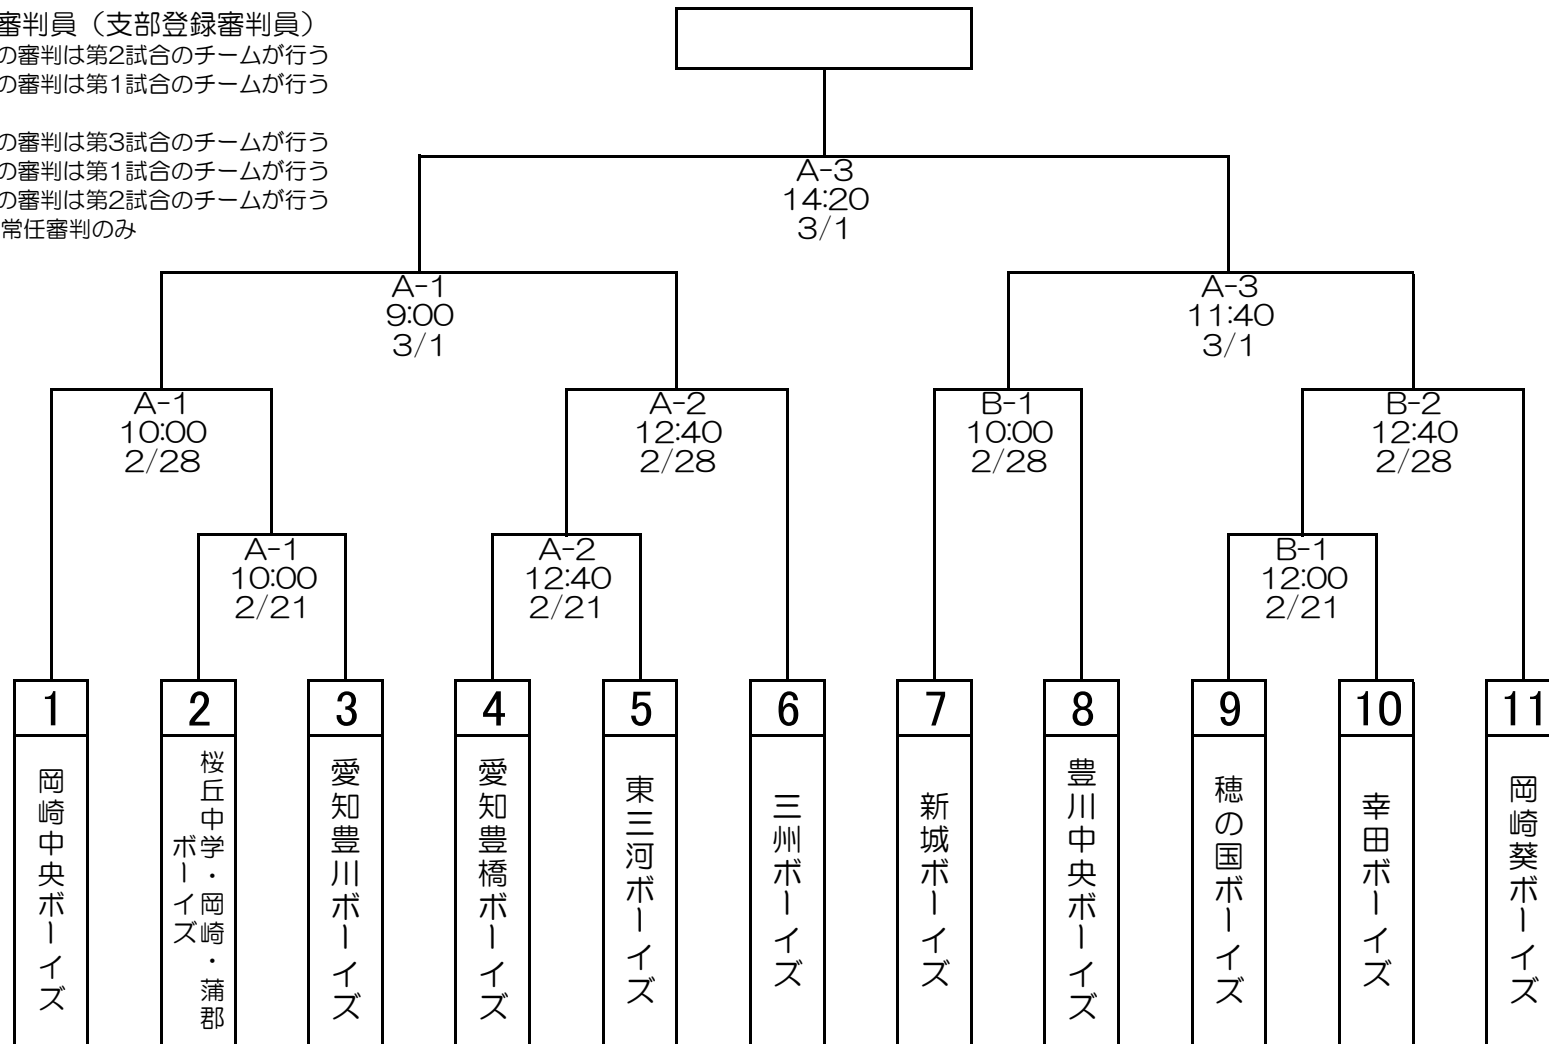 審判員（支部登録審判員）
の審判は第2試合のチームが行う
の審判は第1試合のチームが行う
の審判は第3試合のチームが行う
の審判は第1試合のチームが行う
の審判は第2試合のチームが行う
常任審判のみ
A-3
14:20
3/1
A-1
9:00
3/1
A-3
11:40
3/1
A-1
10:00
2/28
A-2
12:40
2/28
B-1
10:00
2/28
B-2
12:40
2/28
A-1
10:00
2/21
A-2
12:40
2/21
B-1
12:00
2/21
1
2
3
4
5
6
7
8
9
10
11
岡崎中央ボーイズ
桜丘中学・岡崎・蒲郡
ボーイズ
愛知豊川ボーイズ
愛知豊橋ボーイズ
東三河ボーイズ
三州ボーイズ
新城ボーイズ
豊川中央ボーイズ
穂の国ボーイズ
幸田ボーイズ
岡崎葵ボーイズ